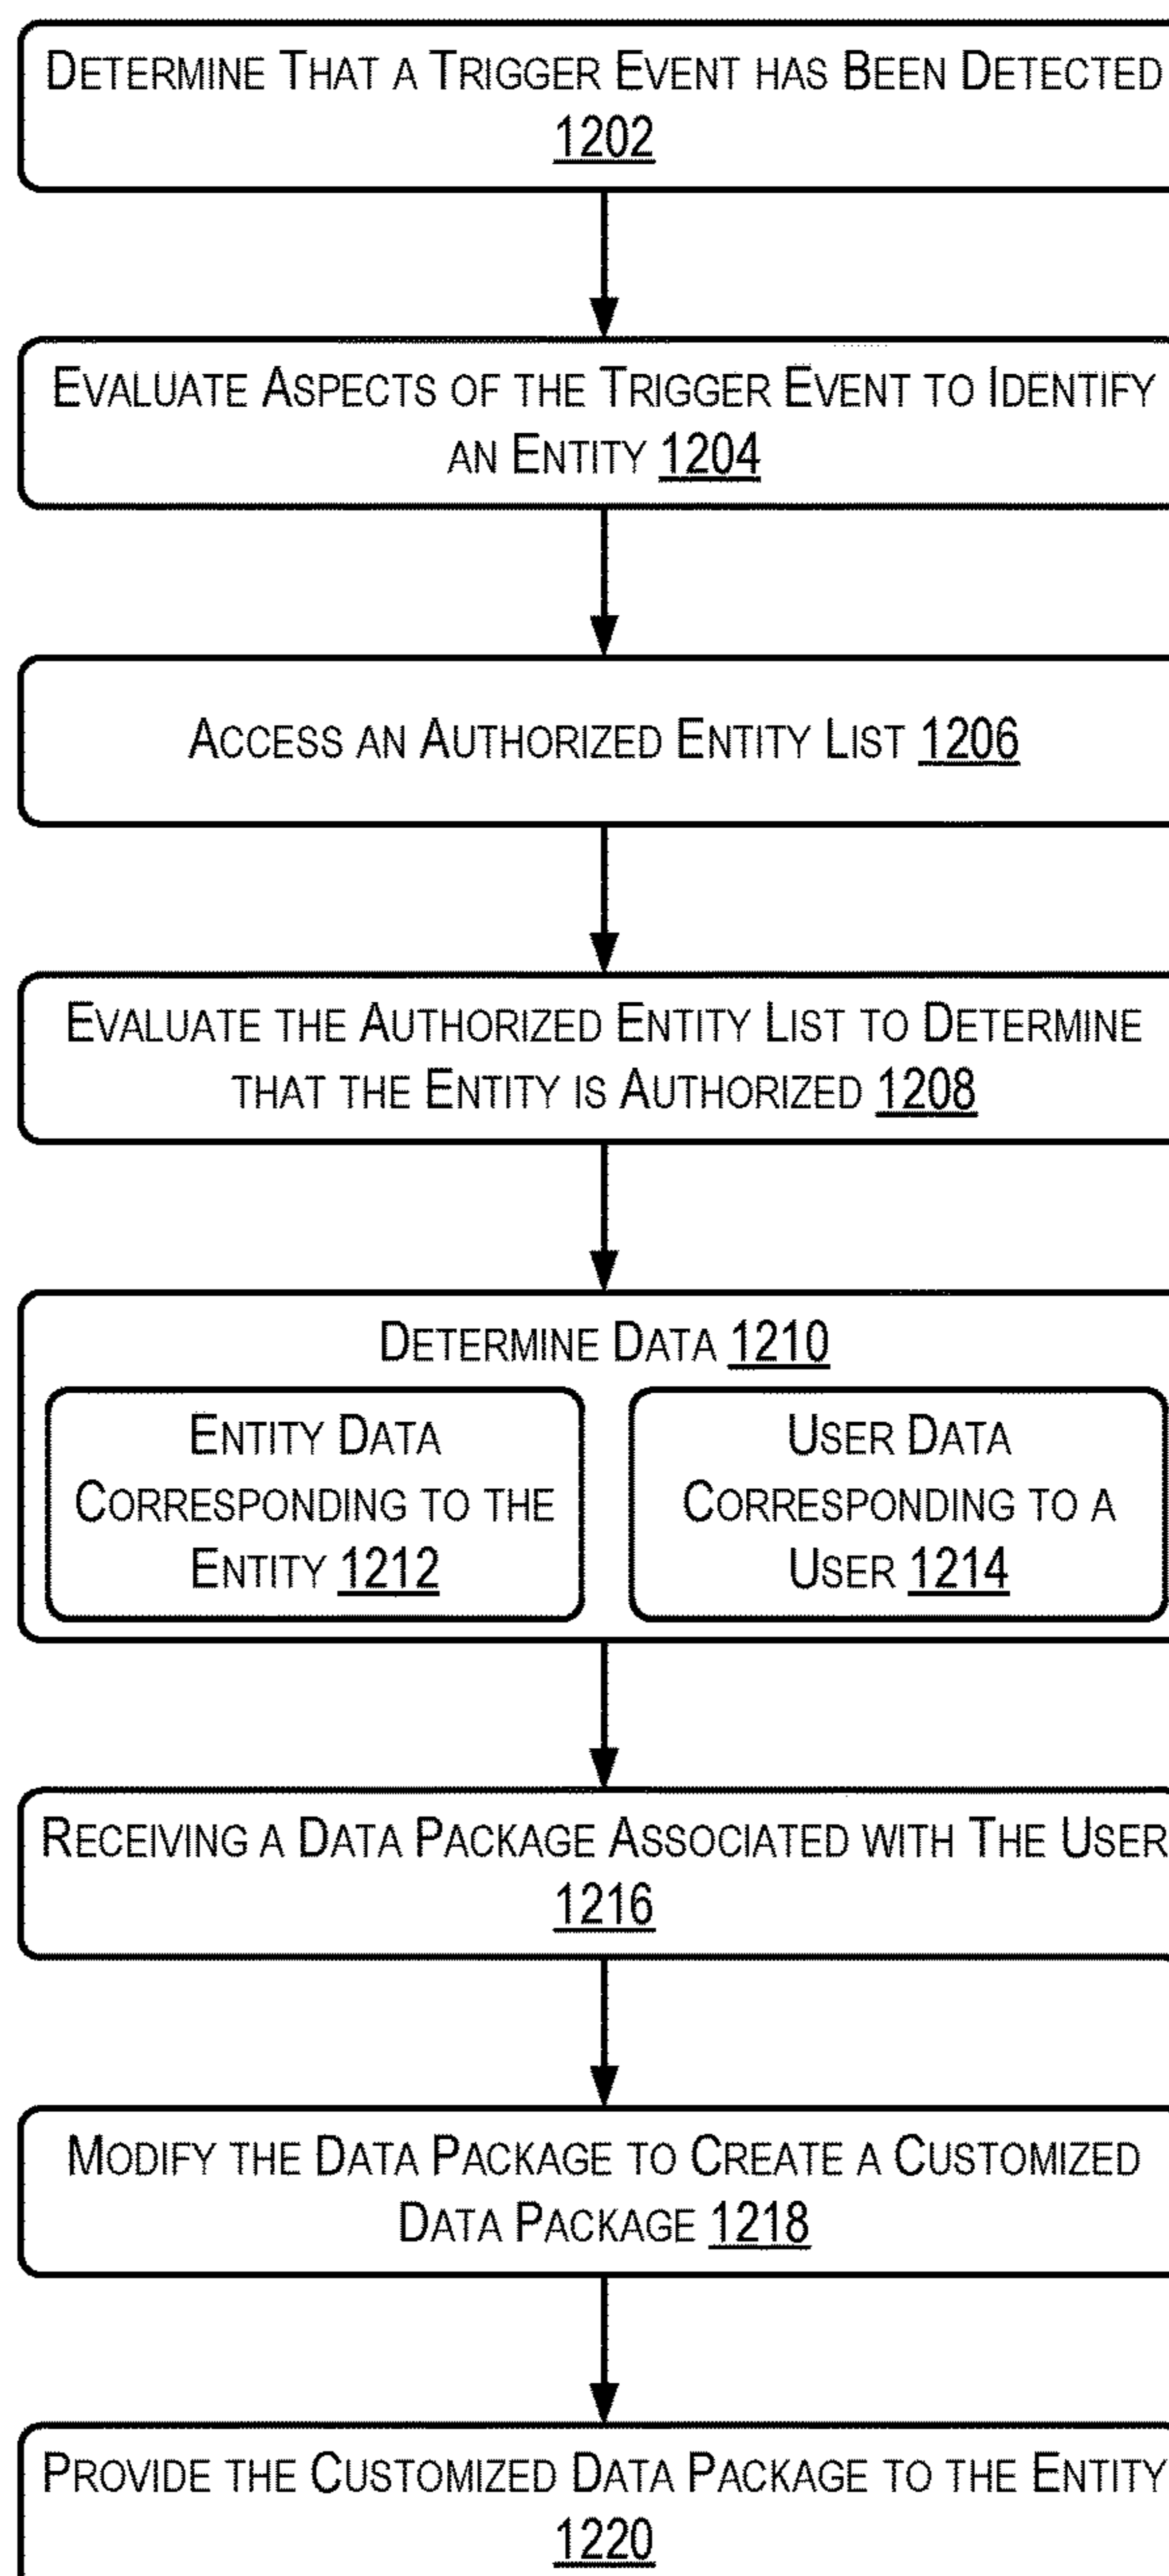 DETERMINE THAT A TRIGGER EVENT HAS BEEN DETECTED
1202
EVALUATE ASPECTS OF THE TRIGGER EVENT TO IDENTIFY
AN ENTITY 1204
ACCESS AN AUTHORIZED ENTITY LIST 1206
EVALUATE THE AUTHORIZED ENTITY LIST TO DETERMINE
THAT THE ENTITY IS AUTHORIZED 1208
DETERMINE DATA 1210
ENTITY DATA
CORRESPONDING TO THE
ENTITY 1212
USER DATA
CORRESPONDING TO A
USER 1214
RECEIVING A DATA PACKAGE ASSOCIATED WITH THE USER
1216
MODIFY THE DATA PACKAGE TO CREATE A CUSTOMIZED
DATA PACKAGE 1218
PROVIDE THE CUSTOMIZED DATA PACKAGE TO THE ENTITY
1220